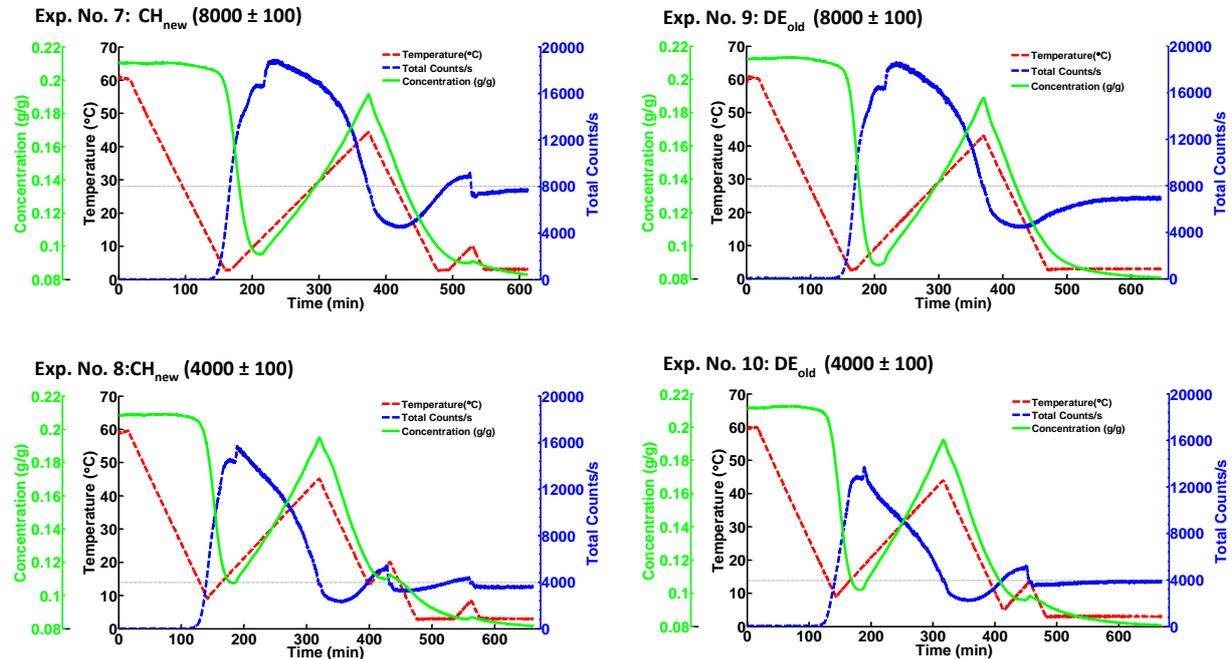 Exp. No. 7: CHnew (8000 ± 100)
Exp. No. 9: DEold (8000 ± 100)
0.22
0.2
0.18
0.16
0.14
0.12
0.1
0.08
Concentration (g/g)
70
60
50
40
30
20
10
0
Temperature (°C)
Temperature(°C)
Total Counts/s
Concentration (g/g)
20000
16000
12000
8000
4000
0
Total Counts/s
0 100 200 300 400 500 600
Time (min)
0.22
0.2
0.18
0.16
0.14
0.12
0.1
0.08
Concentration (g/g)
70
60
50
40
30
20
10
0
Temperature (°C)
Temperature(°C)
Total Counts/s
Concentration (g/g)
20000
16000
12000
8000
4000
0
Total Counts/s
0 100 200 300 400 500 600
Time (min)
Exp. No. 8:CHnew (4000 ± 100)
Exp. No. 10: DEold (4000 ± 100)
0.22
0.2
0.18
0.16
0.14
0.12
0.1
0.08
Concentration (g/g)
70
60
50
40
30
20
10
0
Temperature (°C)
Temperature(°C)
Total Counts/s
Concentration (g/g)
20000
16000
12000
8000
4000
0
Total Counts/s
0 100 200 300 400 500 600
Time (min)
0.22
0.2
0.18
0.16
0.14
0.12
0.1
0.08
Concentration (g/g)
70
60
50
40
30
20
10
0
Temperature (°C)
Temperature(°C)
Total Counts/s
Concentration (g/g)
20000
16000
12000
8000
4000
0
Total Counts/s
0 100 200 300 400 500 600
Time (min)